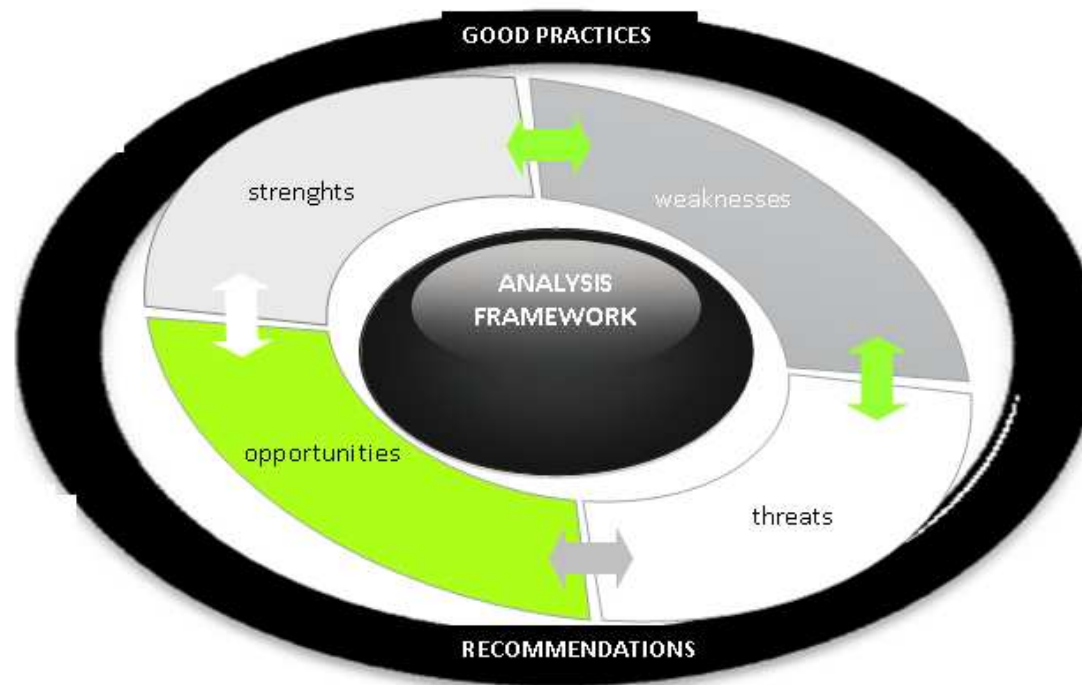 GOOD PRACTICES
strenghts
weaknesses
ANALYSIS
FRAMEWORK
opportunities
threats
RECOMMENDATIONS